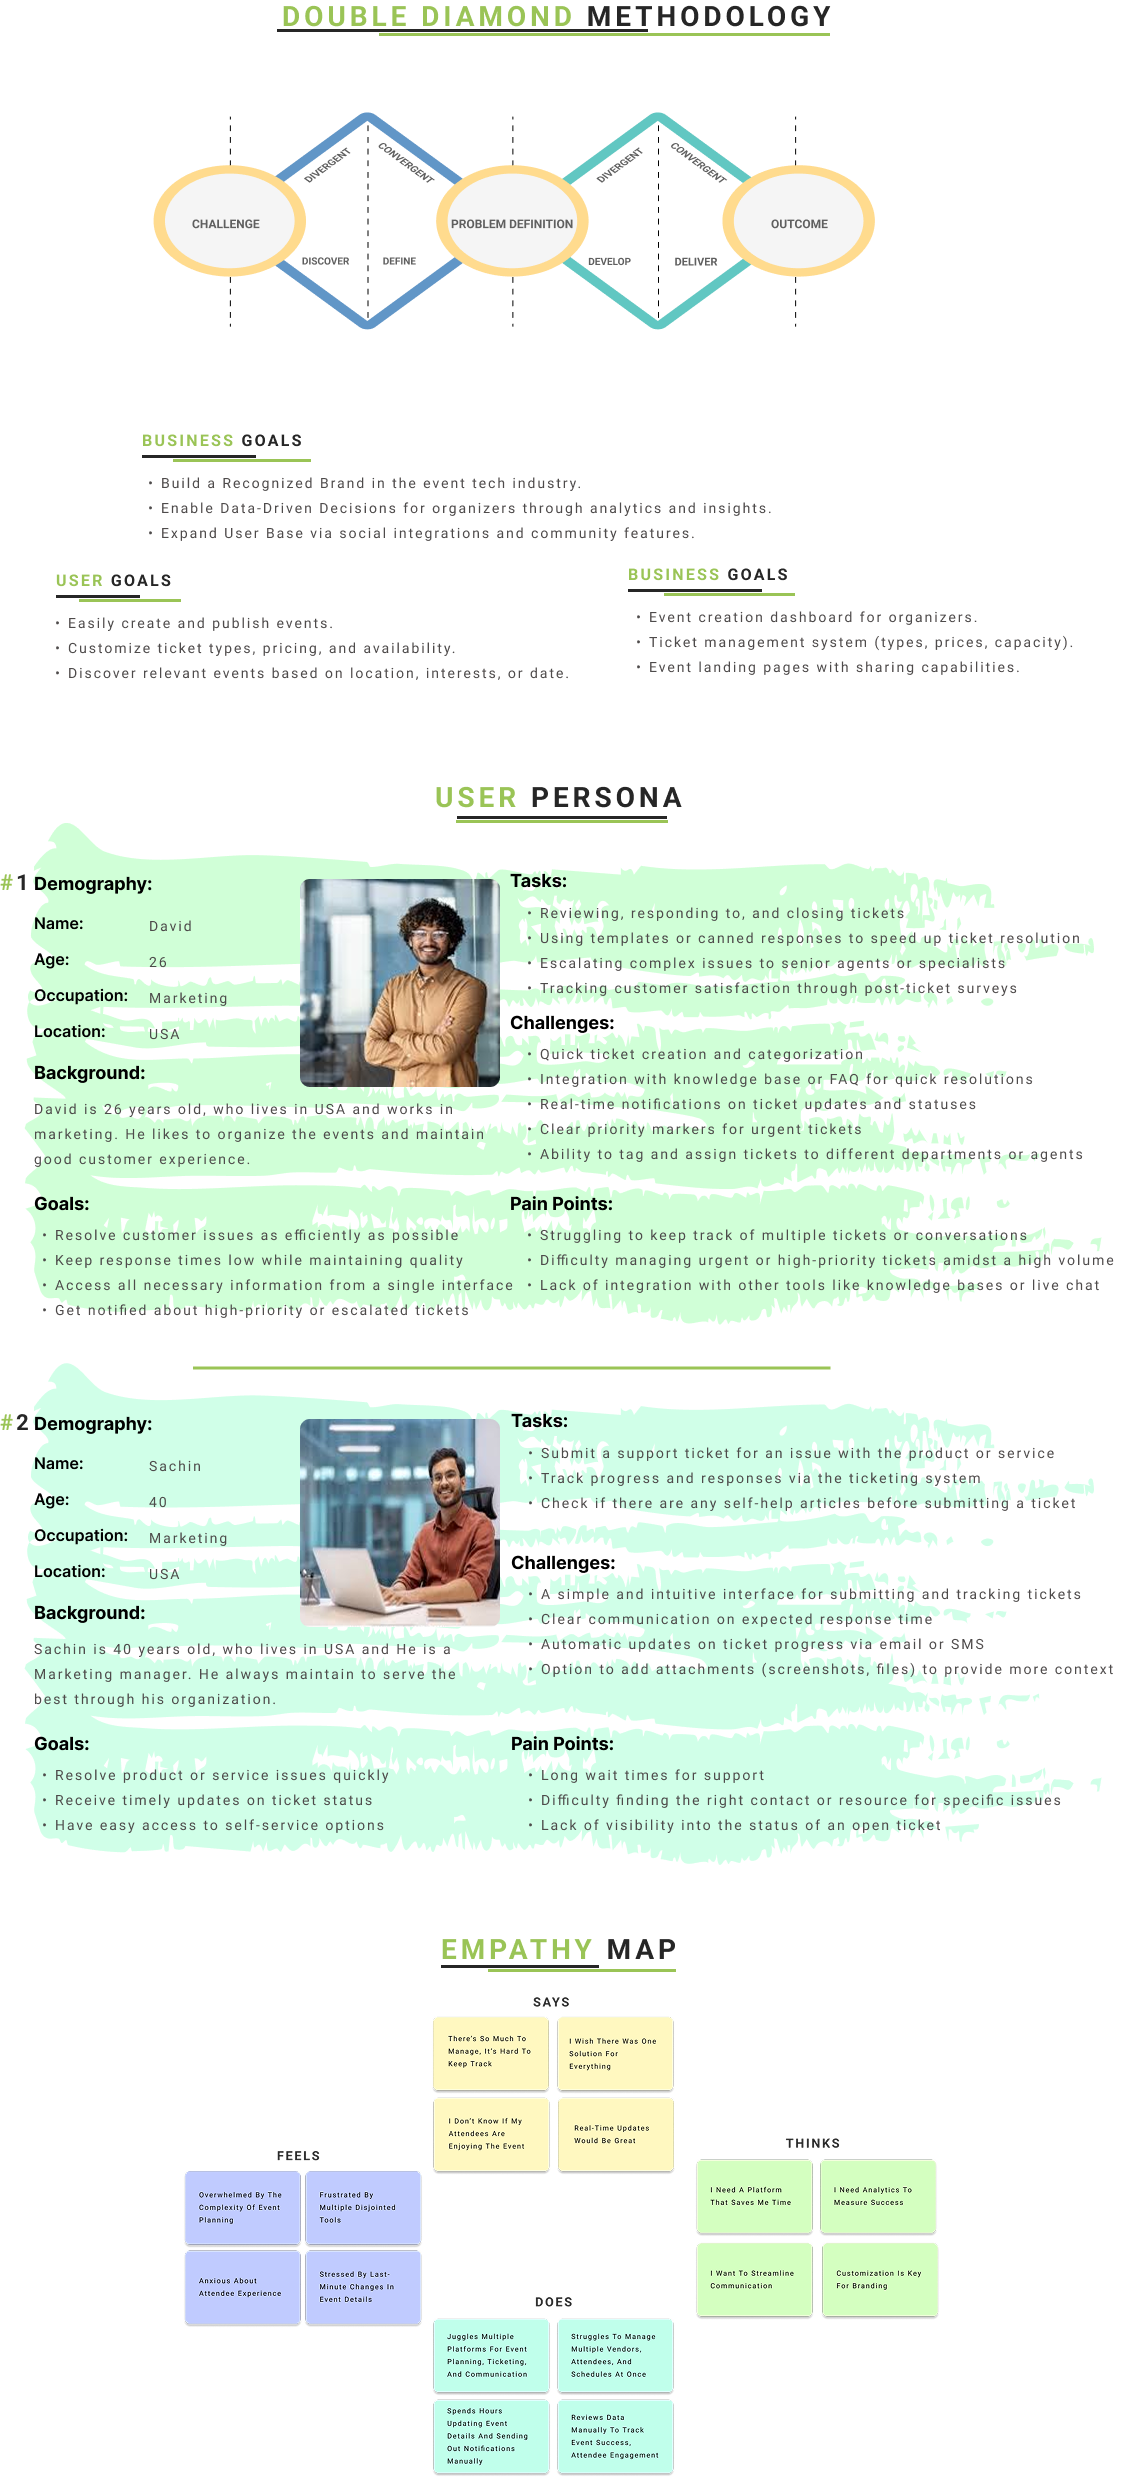 DOUBLE DIAMOND METHODOLOGY
DIVERGENT
CONVERGENT
DIVERGENT
CONVERGENT
CHALLENGE
PROBLEM DEFINITION
OUTCOME
DISCOVER
DEFINE
DEVELOP
DELIVER
BUSINESS GOALS
• Build a Recognized Brand in the event tech industry.
• Enable Data-Driven Decisions for organizers through analytics and insights.
• Expand User Base via social integrations and community features.
USER GOALS
• Easily create and publish events.
• Customize ticket types, pricing, and availability.
• Discover relevant events based on location, interests, or date.
BUSINESS GOALS
• Event creation dashboard for organizers.
• Ticket management system (types, prices, capacity).
• Event landing pages with sharing capabilities.
USER PERSONA
#1 Demography:
Name: David
Age: 26
Occupation: Marketing
Location: USA
Background:
David is 26 years old, who lives in USA and works in
marketing. He likes to organize the events and maintain
good customer experience.
Goals:
• Resolve customer issues as efficiently as possible
• Keep response times low while maintaining quality
• Access all necessary information from a single interface
• Get notified about high-priority or escalated tickets
Tasks:
• Reviewing, responding to, and closing tickets
• Using templates or canned responses to speed up ticket resolution
• Escalating complex issues to senior agents or specialists
• Tracking customer satisfaction through post-ticket surveys
Challenges:
• Quick ticket creation and categorization
• Integration with knowledge base or FAQ for quick resolutions
• Real-time notifications on ticket updates and statuses
• Clear priority markers for urgent tickets
• Ability to tag and assign tickets to different departments or agents
Pain Points:
• Struggling to keep track of multiple tickets or conversations
• Difficulty managing urgent or high-priority tickets amidst a high volume
• Lack of integration with other tools like knowledge bases or live chat
#2 Demography:
Name: Sachin
Age: 40
Occupation: Marketing
Location: USA
Background:
Sachin is 40 years old, who lives in USA and He is a
Marketing manager. He always maintain to serve the
best through his organization.
Goals:
• Resolve product or service issues quickly
• Receive timely updates on ticket status
• Have easy access to self-service options
Tasks:
• Submit a support ticket for an issue with the product or service
• Track progress and responses via the ticketing system
• Check if there are any self-help articles before submitting a ticket
Challenges:
• A simple and intuitive interface for submitting and tracking tickets
• Clear communication on expected response time
• Automatic updates on ticket progress via email or SMS
• Option to add attachments (screenshots, files) to provide more context
Pain Points:
• Long wait times for support
• Difficulty finding the right contact or resource for specific issues
• Lack of visibility into the status of an open ticket
EMPATHY MAP
SAYS
There's So Much To
Manage, It's Hard To
Keep Track
I Wish There Was One
Solution For
Everything
I Don't Know If My
Attendees Are
Enjoying The Event
Real-Time Updates
Would Be Great
FEELS
Overwhelmed By The
Complexity Of Event
Planning
Frustrated By
Multiple Disjointed
Tools
Anxious About
Attendee Experience
Stressed By Last-
Minute Changes In
Event Details
THINKS
I Need A Platform
That Saves Me Time
I Need Analytics To
Measure Success
I Want To Streamline
Communication
Customization Is Key
For Branding
DOES
Juggles Multiple
Platforms For Event
Planning, Ticketing,
And Communication
Struggles To Manage
Multiple Vendors,
Attendees, And
Schedules At Once
Spends Hours
Updating Event
Details And Sending
Out Notifications
Manually
Reviews Data
Manually To Track
Event Success,
Attendee Engagement